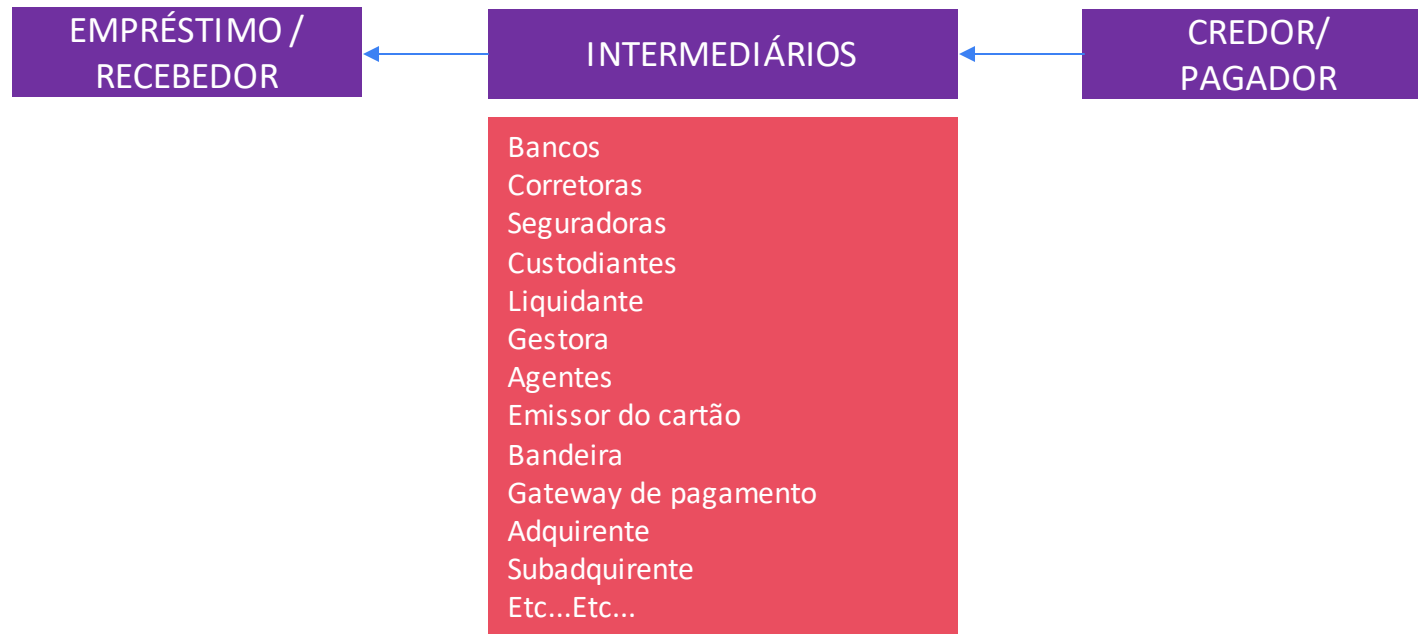 EMPRÉSTIMO /
RECEBEDOR
INTERMEDIÁRIOS
CREDOR/
PAGADOR
Bancos
Corretoras
Seguradoras
Custodiantes
Liquidante
Gestora
Agentes
Emissor do cartão
Bandeira
Gateway de pagamento
Adquirente
Subadquirente
Etc...Etc...